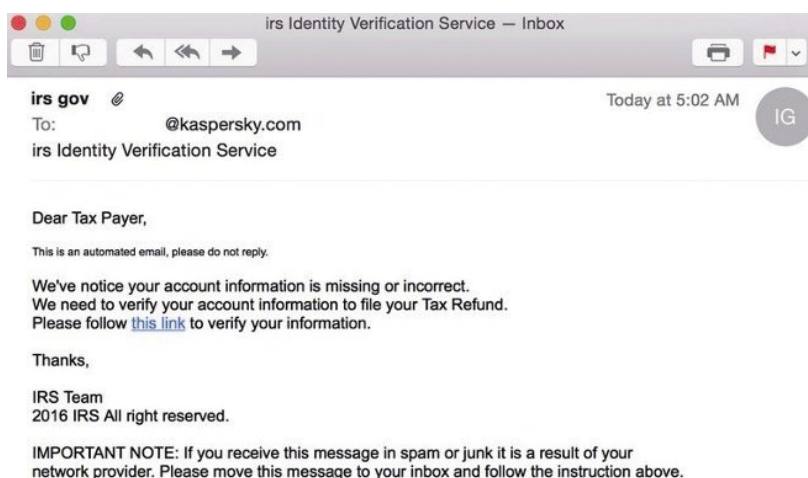 irs Identity Verification Service — Inbox
irs gov
Today at 5:02 AM
IG
To: @kaspersky.com
irs Identity Verification Service
Dear Tax Payer,
This is an automated email, please do not reply.
We've notice your account information is missing or incorrect.
We need to verify your account information to file your Tax Refund.
Please follow this link to verify your information.
Thanks,
IRS Team
2016 IRS All right reserved.
IMPORTANT NOTE: If you receive this message in spam or junk it is a result of your
network provider. Please move this message to your inbox and follow the instruction above.